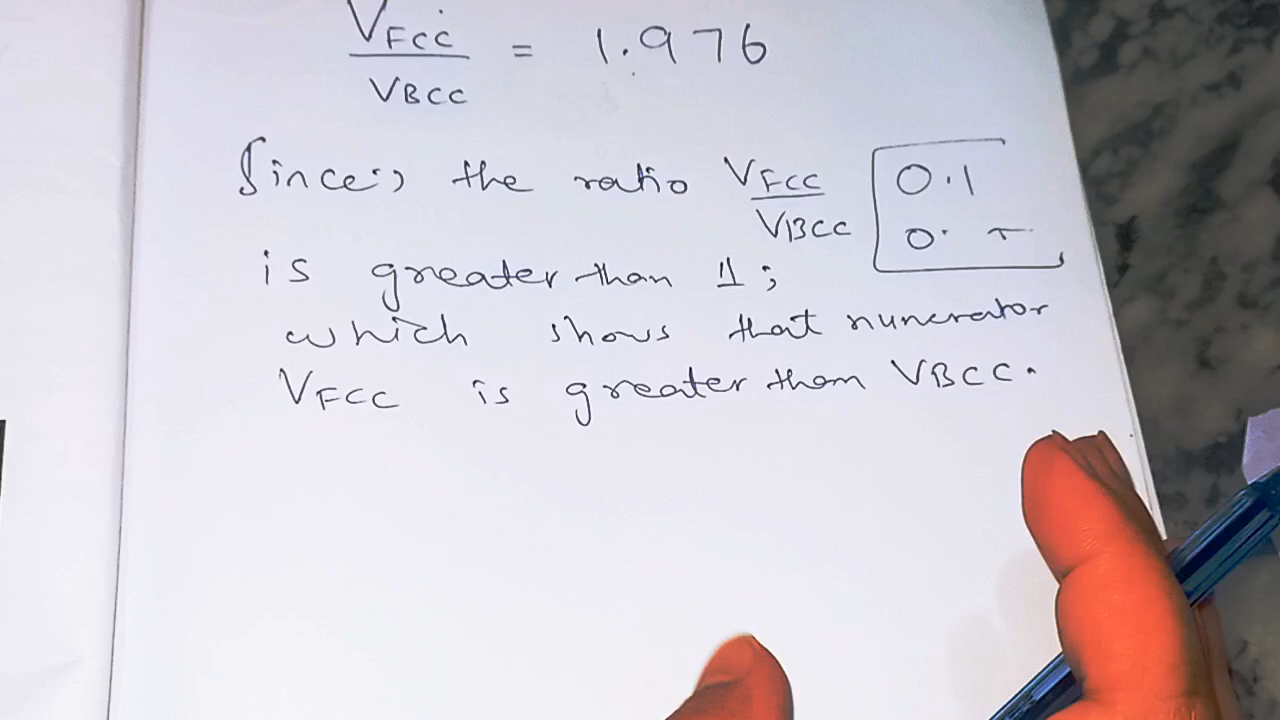 VFCC = 1.976
VBCC
Since, the ratio VFCC
VBCC
0.1
0.
is greater than 1;
which shows that nunerator
VFCC is greater than VBCC.